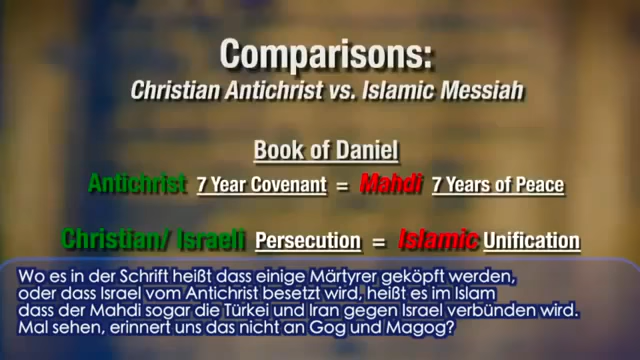 Comparisons:
Christian Antichrist vs. Islamic Messiah
Book of Daniel
Antichrist 7 Year Covenant = Mahdi 7 Years of Peace
Christian/ Israeli Persecution = Islamic Unification
Wo es in der Schrift heißt dass einige Märtyrer geköpft werden,
oder dass Israel vom Antichrist besetzt wird, heißt es im Islam
dass der Mahdi sogar die Türkei und Iran gegen Israel verbünden wird.
Mal sehen, erinnert uns das nicht an Gog und Magog?